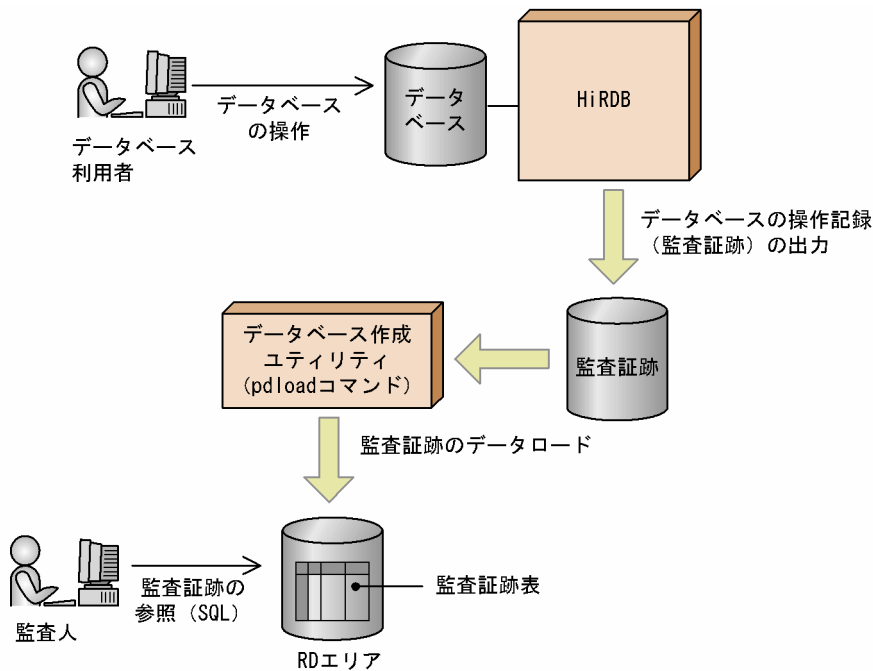 データベース
の操作
データ
ベース
HiRDB
データベース
利用者
データベースの操作記録
(監査証跡)の出力
データベース作成
ユティリティ
(pdloadコマンド)
監査証跡
監査証跡のデータロード
監査証跡の
参照(SQL)
監査証跡表
監査人
RDエリア